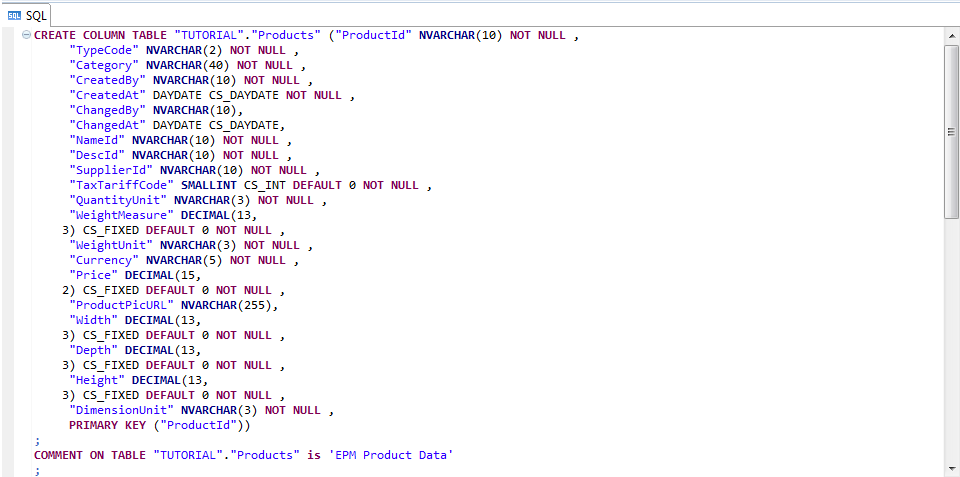 SQL SQL
CREATE COLUMN TABLE "TUTORIAL"."Products" ("ProductId" NVARCHAR(10) NOT NULL ,
"TypeCode" NVARCHAR(2) NOT NULL ,
"Category" NVARCHAR(40) NOT NULL ,
"CreatedBy" NVARCHAR(10) NOT NULL ,
"CreatedAt" DAYDATE CS_DAYDATE NOT NULL ,
"ChangedBy" NVARCHAR(10),
"ChangedAt" DAYDATE CS_DAYDATE,
"NameId" NVARCHAR(10) NOT NULL ,
"DescId" NVARCHAR(10) NOT NULL ,
"SupplierId" NVARCHAR(10) NOT NULL ,
"TaxTariffCode" SMALLINT CS_INT DEFAULT 0 NOT NULL ,
"QuantityUnit" NVARCHAR(3) NOT NULL ,
"WeightMeasure" DECIMAL(13,
3) CS_FIXED DEFAULT 0 NOT NULL ,
"WeightUnit" NVARCHAR(3) NOT NULL ,
"Currency" NVARCHAR(5) NOT NULL ,
"Price" DECIMAL(15,
2) CS_FIXED DEFAULT 0 NOT NULL ,
"ProductPicURL" NVARCHAR(255),
"Width" DECIMAL(13,
3) CS_FIXED DEFAULT 0 NOT NULL ,
"Depth" DECIMAL(13,
3) CS_FIXED DEFAULT 0 NOT NULL ,
"Height" DECIMAL(13,
3) CS_FIXED DEFAULT 0 NOT NULL ,
"DimensionUnit" NVARCHAR(3) NOT NULL ,
PRIMARY KEY ("ProductId"))
;
COMMENT ON TABLE "TUTORIAL"."Products" is 'EPM Product Data'
;